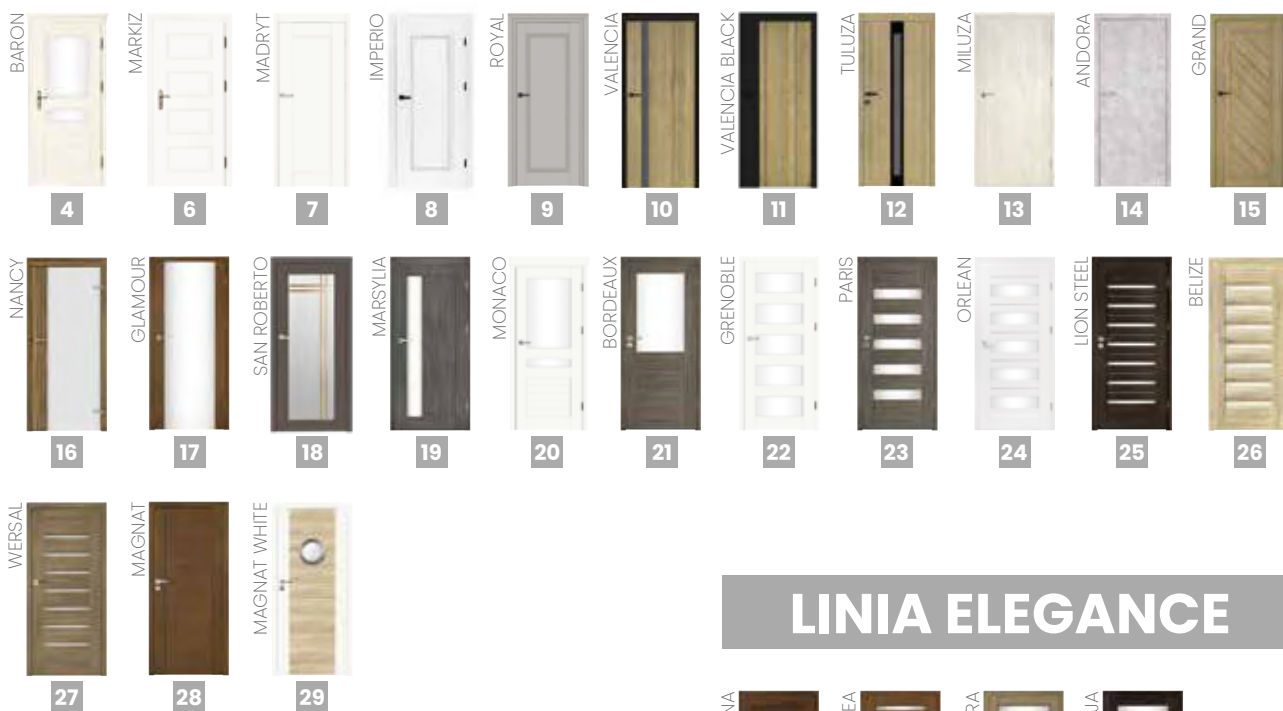 BARON
MARKIZ
MADRYT
IMPERIO
ROYAL
VALENCIA
VALENCIA BLACK
TULUZA
MILUZA
ANDORA
GRAND
4
6
7
8
9
10
11
12
13
14
15
NANCY
GLAMOUR
SAN ROBERTO
MARSYLIA
MONACO
BORDEAUX
GRENOBLE
PARIS
ORLEAN
LION STEEL
BELIZE
16
17
18
19
20
21
22
23
24
25
26
WERSAL
MAGNAT
MAGNAT WHITE
27
28
29
LINIA ELEGANCE